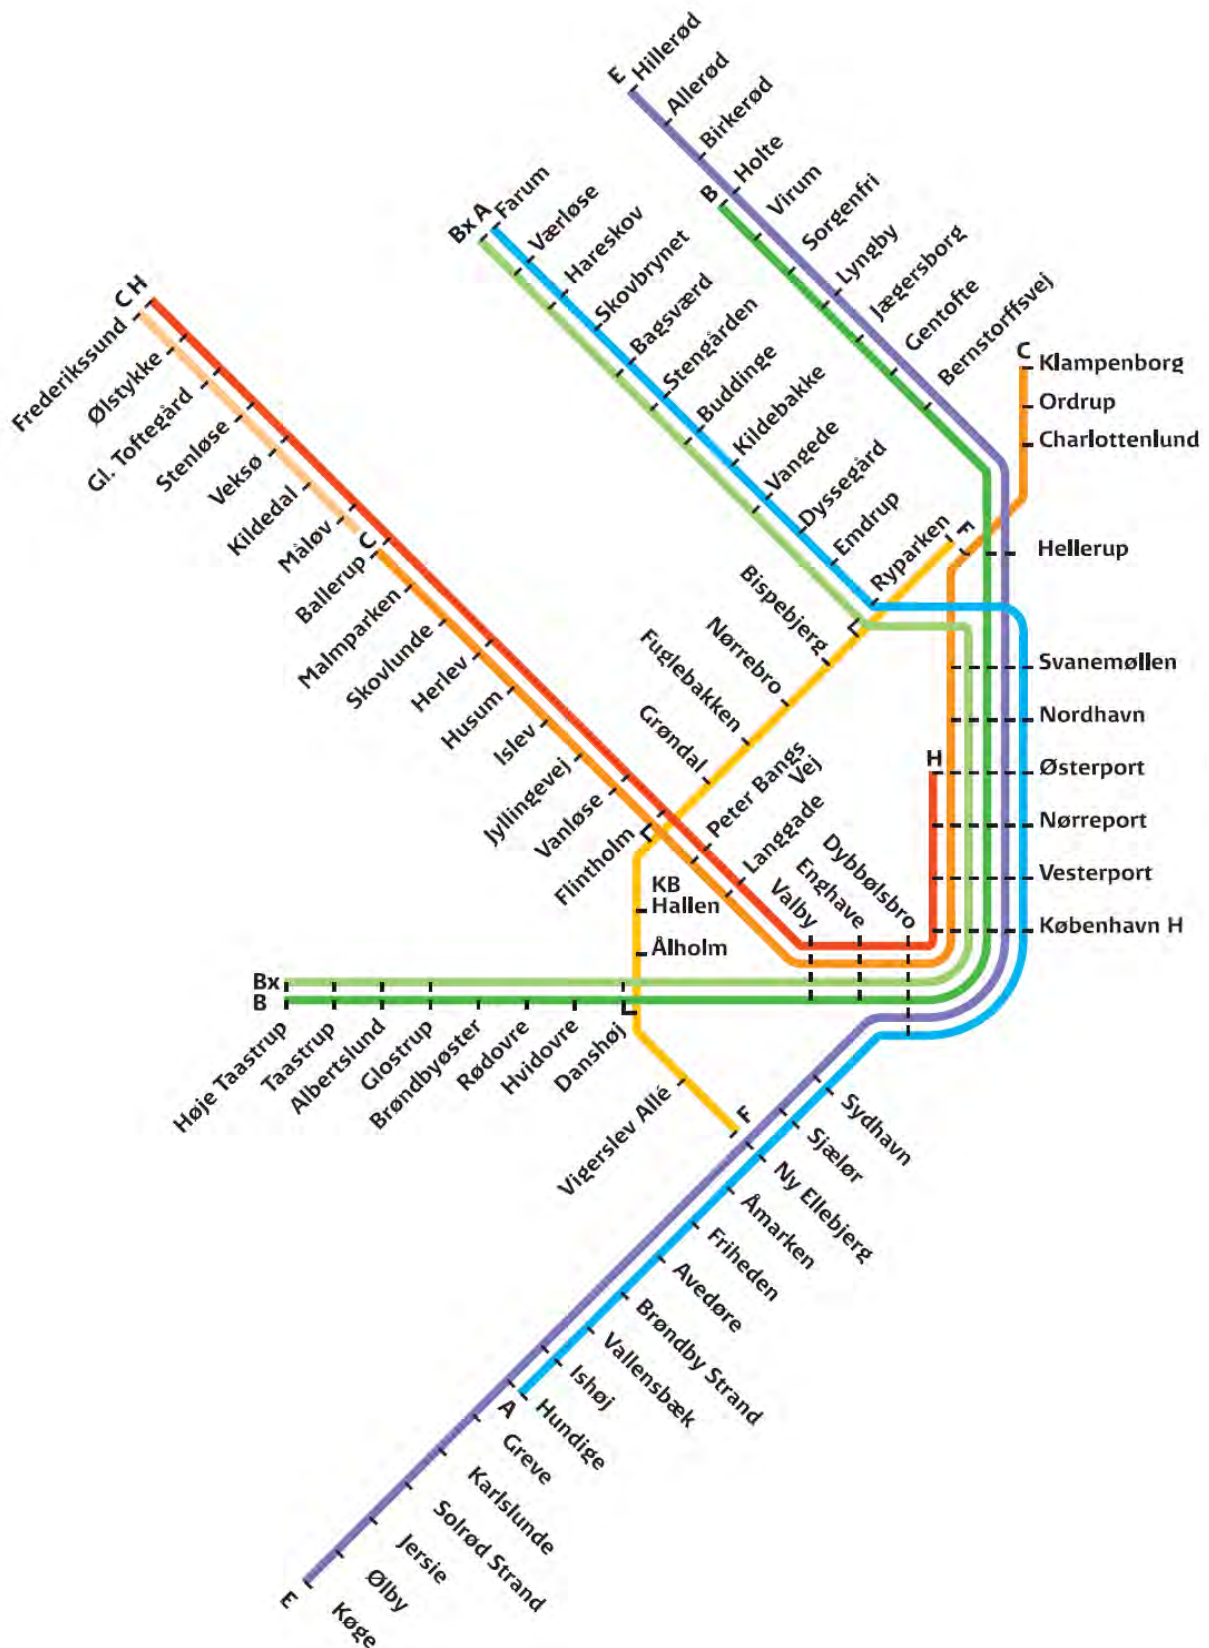 E
Hillerød
Allerød
Birkerød
Holte
B
Virum
Sorgenfri
Lyngby
Jægersborg
Gentofte
Bernstorffsvej
Bx A
Farum
Værløse
Hareskov
Skovbrynet
Bagsværd
Stengården
Buddinge
Kildebakke
Vangede
Dyssegård
Emdrup
Ryparken
F
C
Klampenborg
Ordrup
Charlottenlund
Hellerup
Svanemøllen
Nordhavn
H
Østerport
Nørreport
Vesterport
København H
C H
Frederikssund
Ølstykke
Gl. Toftegård
Stenløse
Veksø
Kildedal
Måløv
C
Ballerup
Malmparken
Skovlunde
Herlev
Husum
Islev
Jyllingevej
Vanløse
Flintholm
Bispebjerg
Nørrebro
Fuglebakken
Grøndal
Peter Bangs
Vej
Langgade
Valby
Enghave
Dybbølsbro
KB
Hallen
Ålholm
Bx
B
Høje Taastrup
Taastrup
Albertslund
Glostrup
Brøndbyøster
Rødovre
Hvidovre
Danshøj
Vigerslev Allé
F
Sydhavn
Sjælør
Ny Ellebjerg
Åmarken
Friheden
Avedøre
Brøndby Strand
Vallensbæk
Ishøj
A
Hundige
Greve
Karlslunde
Solrød Strand
Jersie
Ølby
E
Køge